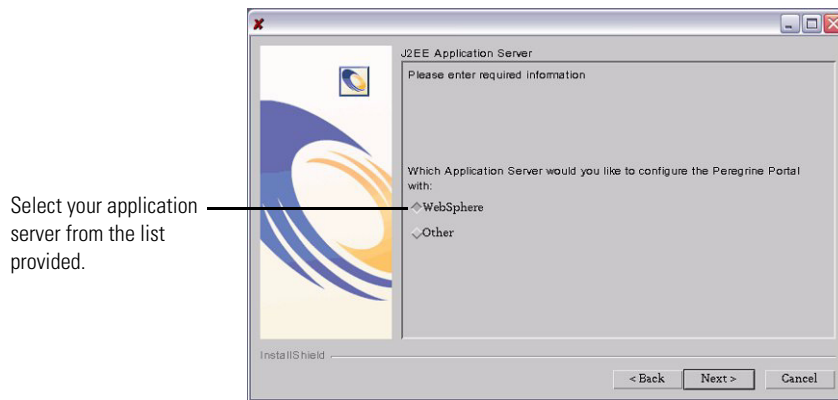 J2EE Application Server
Please enter required information
Which Application Server would you like to configure the Peregrine Portal
with:
WebSphere
Other
Select your application
server from the list
provided.
InstallShield
< Back
Next >
Cancel